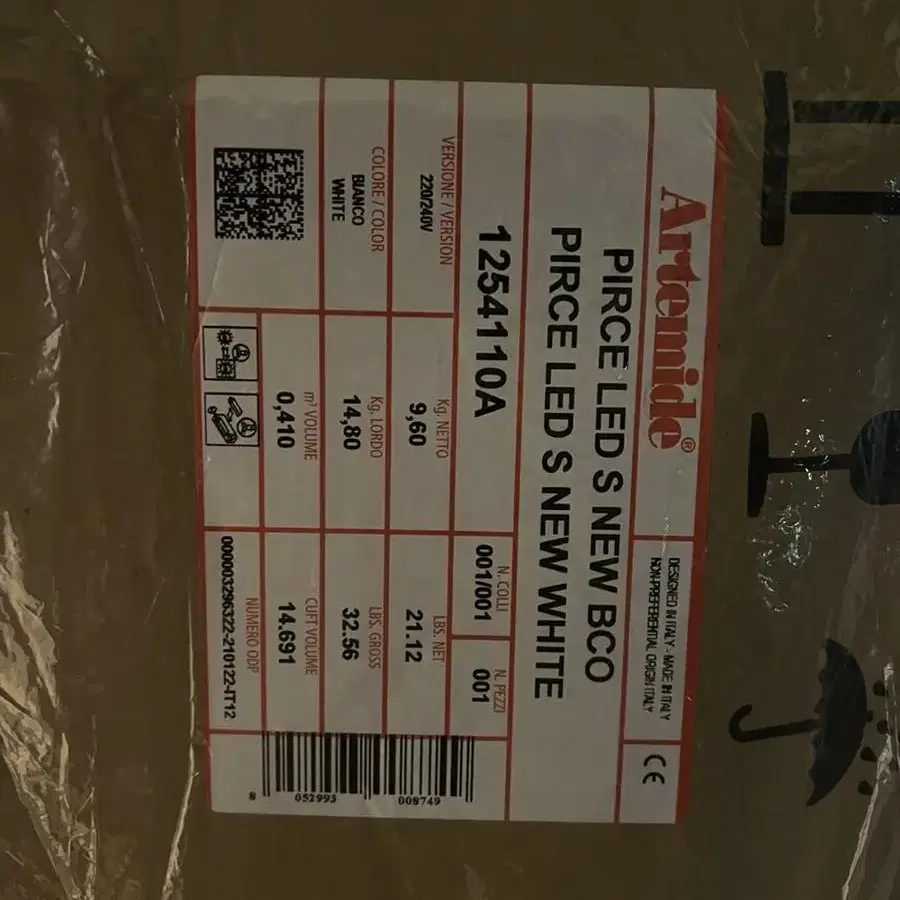 Artemide®
DESIGNED IN ITALY - MADE IN ITALY
NON-PREFERENTIAL ORIGIN ITALY
CE
PIRCE LED S NEW BCO
PIRCE LED S NEW WHITE
1254110A
N. COLLI
001/001
N. PEZZI
001
VERSIONE / VERSION
220/240V
Kg. NETTO
9,60
LBS. NET
21.12
COLORE / COLOR
BIANCO
WHITE
Kg. LORDO
14,80
LBS. GROSS
32.56
m³ VOLUME
0,410
CUFT VOLUME
14.691
NUMERO ODP
000003296322-210122-IT12
8 052993 008749